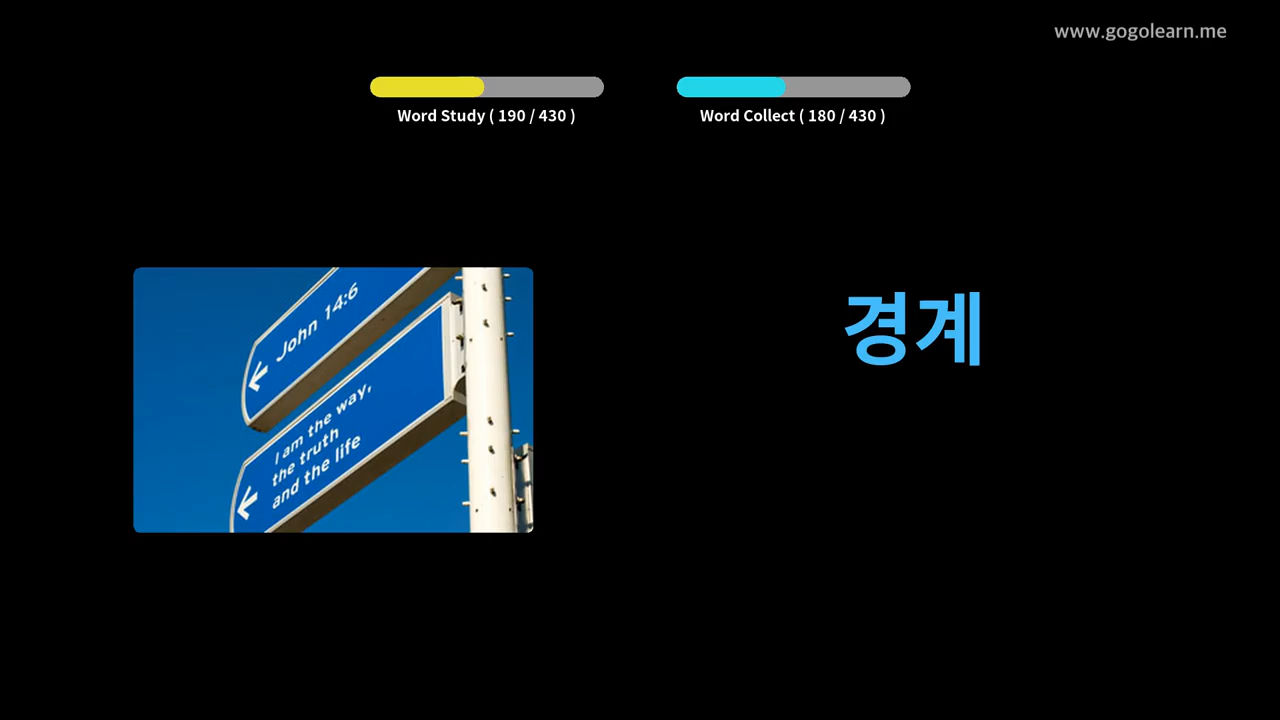 www.gogolearn.me
Word Study ( 190 / 430 )
Word Collect ( 180 / 430 )
John 14:6
I am the way,
the truth
and the life
경계